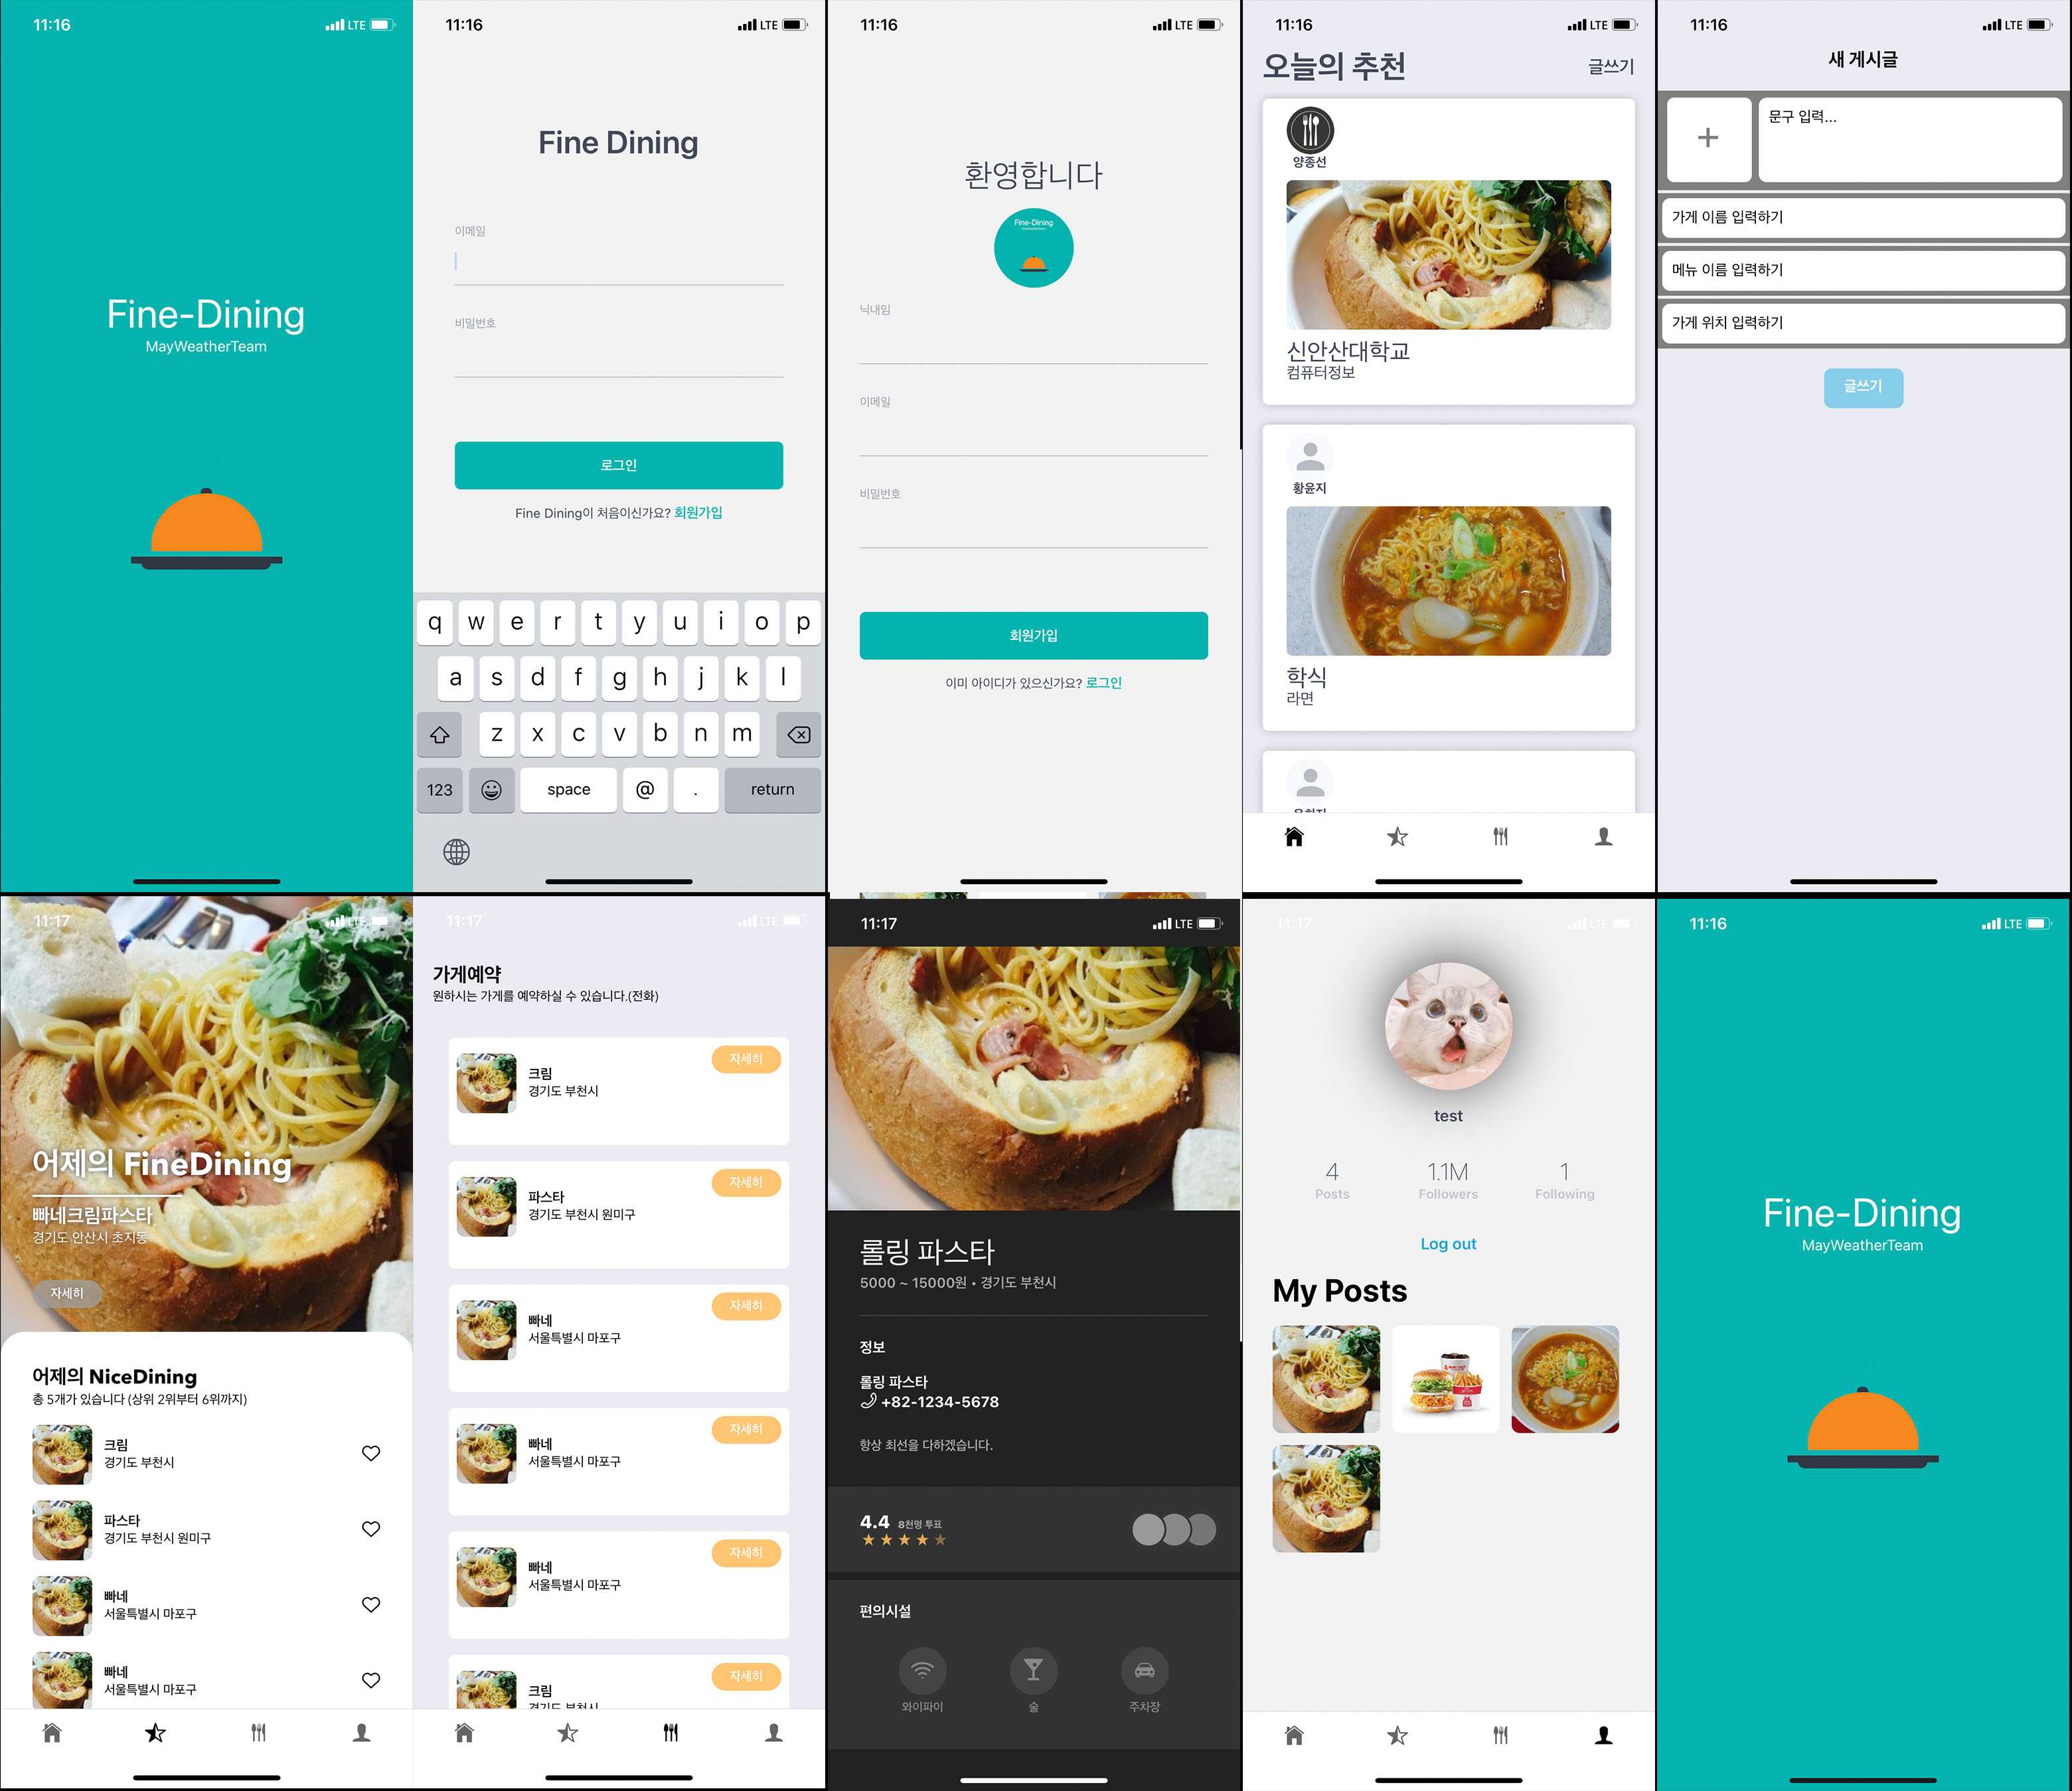 11:16
LTE
Fine-Dining
MayWeatherTeam
11:16
LTE
Fine Dining
이메일
비밀번호
로그인
Fine Dining이 처음이신가요? 회원가입
q w e r t y u i o p
a s d f g h j k l
z x c v b n m
123 space @ . return
11:16
LTE
환영합니다
Fine-Dining
닉내임
이메일
비밀번호
회원가입
이미 아이디가 있으신가요? 로그인
11:16
LTE
오늘의 추천
글쓰기
양종선
신안산대학교
컴퓨터정보
황윤지
학식
라면
11:16
LTE
새 게시글
+
문구 입력...
가게 이름 입력하기
메뉴 이름 입력하기
가게 위치 입력하기
글쓰기
11:17
LTE
어제의 FineDining
빠네크림파스타
경기도 안산시 초지동
자세히
어제의 NiceDining
총 5개가 있습니다 (상위 2위부터 6위까지)
크림
경기도 부천시
파스타
경기도 부천시 원미구
빠네
서울특별시 마포구
빠네
서울특별시 마포구
11:17
LTE
가게예약
원하시는 가게를 예약하실 수 있습니다.(전화)
자세히
크림
경기도 부천시
자세히
파스타
경기도 부천시 원미구
자세히
빠네
서울특별시 마포구
자세히
빠네
서울특별시 마포구
자세히
빠네
서울특별시 마포구
자세히
크림
경기도 부천시
11:17
LTE
롤링 파스타
5000 ~ 15000원 • 경기도 부천시
정보
롤링 파스타
+82-1234-5678
항상 최선을 다하겠습니다.
4.4 8천명 투표
편의시설
와이파이
술
주차장
11:17
LTE
test
4
Posts
1.1M
Followers
1
Following
Log out
My Posts
11:16
LTE
Fine-Dining
MayWeatherTeam